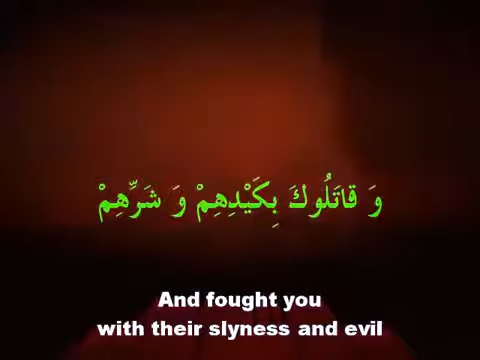 وَ قاتَلُوكَ بِكَيْدِهِمْ وَ شَرِّهِمْ
And fought you
with their slyness and evil